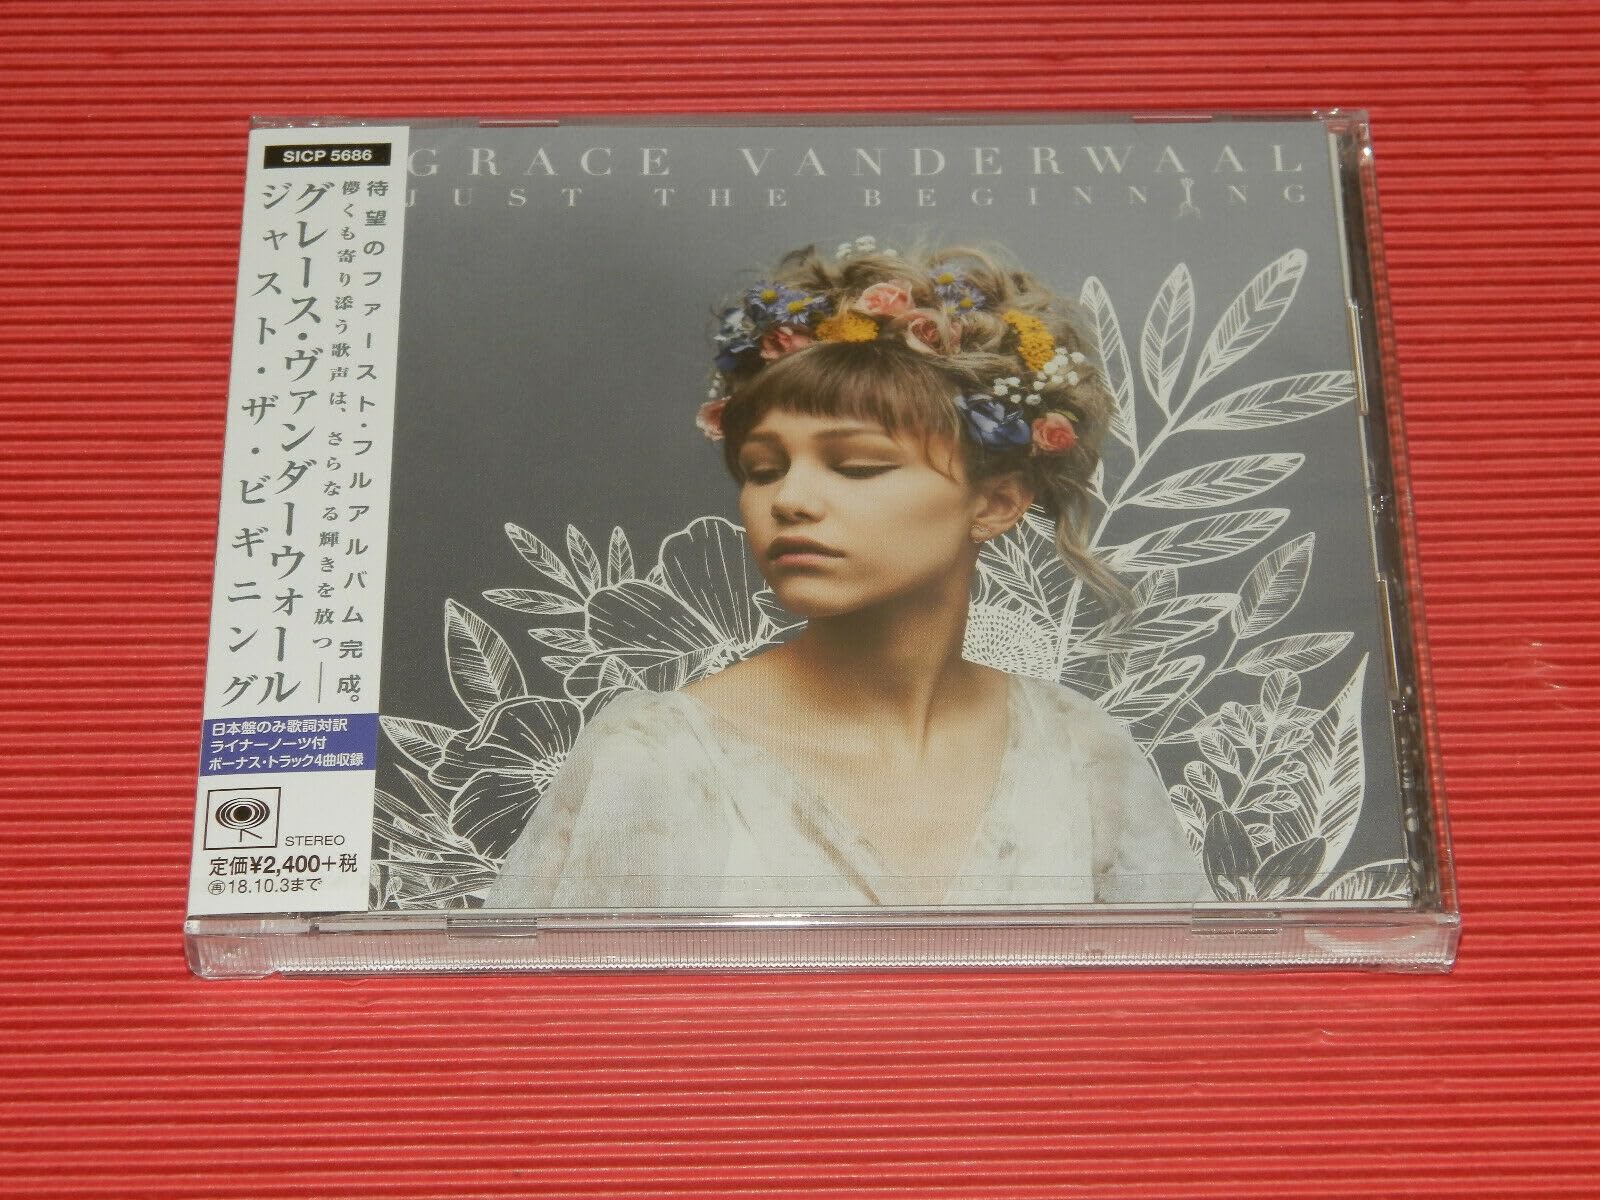 SICP 5686
待望のファースト・フルアルバム完成。
儚くも寄り添う歌声は、さらなる輝きを放つ──
グレース・ヴァンダーウォール
ジャスト・ザ・ビギニング
日本盤のみ歌詞対訳
ライナーノーツ付
ボーナス・トラック4曲収録
STEREO
定価¥2,400+税
再18.10.3まで
GRACE VANDERWAAL
JUST THE BEGINNING